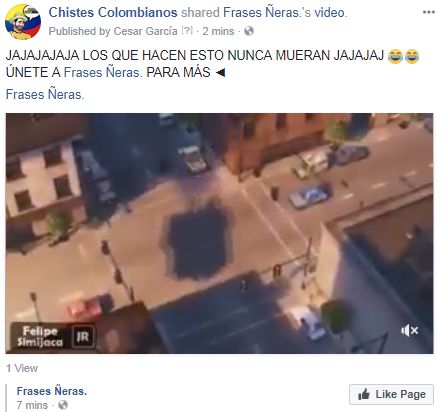 Chistes Colombianos shared Frases Ñeras.'s video.
Published by Cesar García [?] · 2 mins ·
JAJAJAJAJA LOS QUE HACEN ESTO NUNCA MUERAN JAJAJAJ 😂😂
ÚNETE A Frases Ñeras. PARA MÁS ◄
Frases Ñeras.
Felipe
Simijaca JR
1 View
Frases Ñeras.
7 mins ·
Like Page